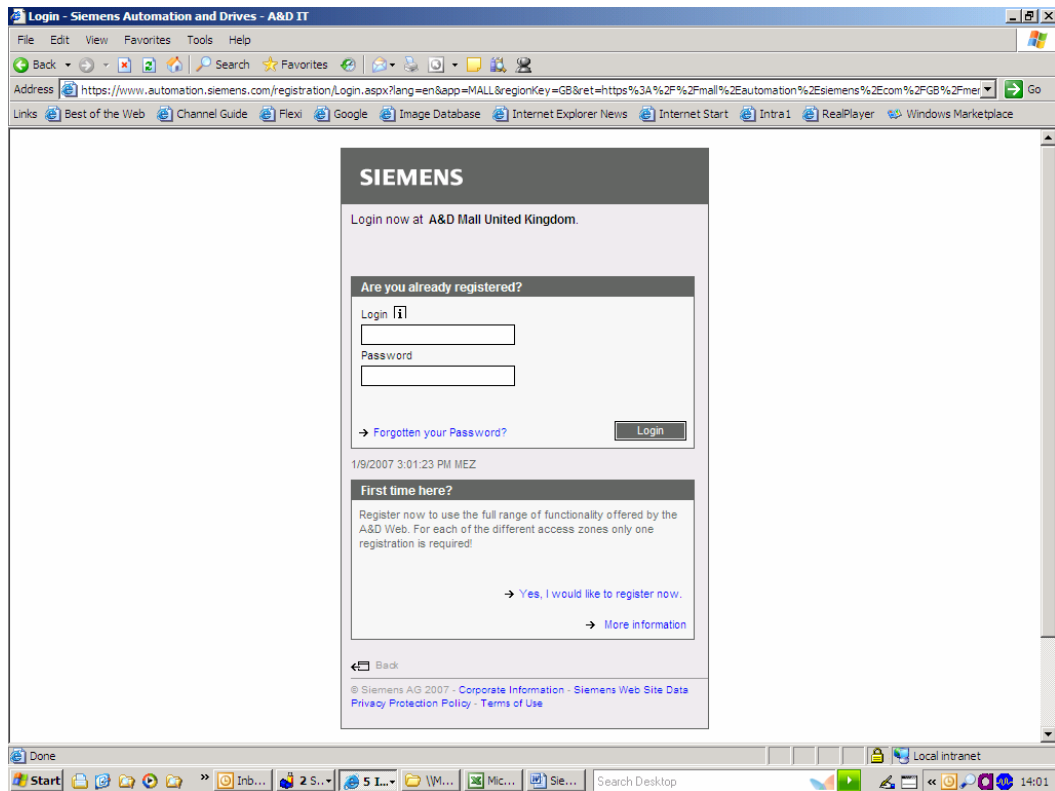 Login - Siemens Automation and Drives - A&D IT
File Edit View Favorites Tools Help
Back Search Favorites
Address https://www.automation.siemens.com/registration/Login.aspx?lang=en&app=MALL&regionKey=GB&ret=https%3A%2F%2Fmall%2Eautomation%2Esiemens%2Ecom%2FGB%2Fmer Go
Links Best of the Web Channel Guide Flexi Google Image Database Internet Explorer News Internet Start Intra1 RealPlayer Windows Marketplace
SIEMENS
Login now at A&D Mall United Kingdom.
Are you already registered?
Login i
Password
Forgotten your Password? Login
1/9/2007 3:01:23 PM MEZ
First time here?
Register now to use the full range of functionality offered by the
A&D Web. For each of the different access zones only one
registration is required!
Yes, I would like to register now.
More information
Back
© Siemens AG 2007 - Corporate Information - Siemens Web Site Data
Privacy Protection Policy - Terms of Use
Done Local intranet
Start » Inb... 2 S... 5 I... \\M... Mic... Sie... Search Desktop « 14:01